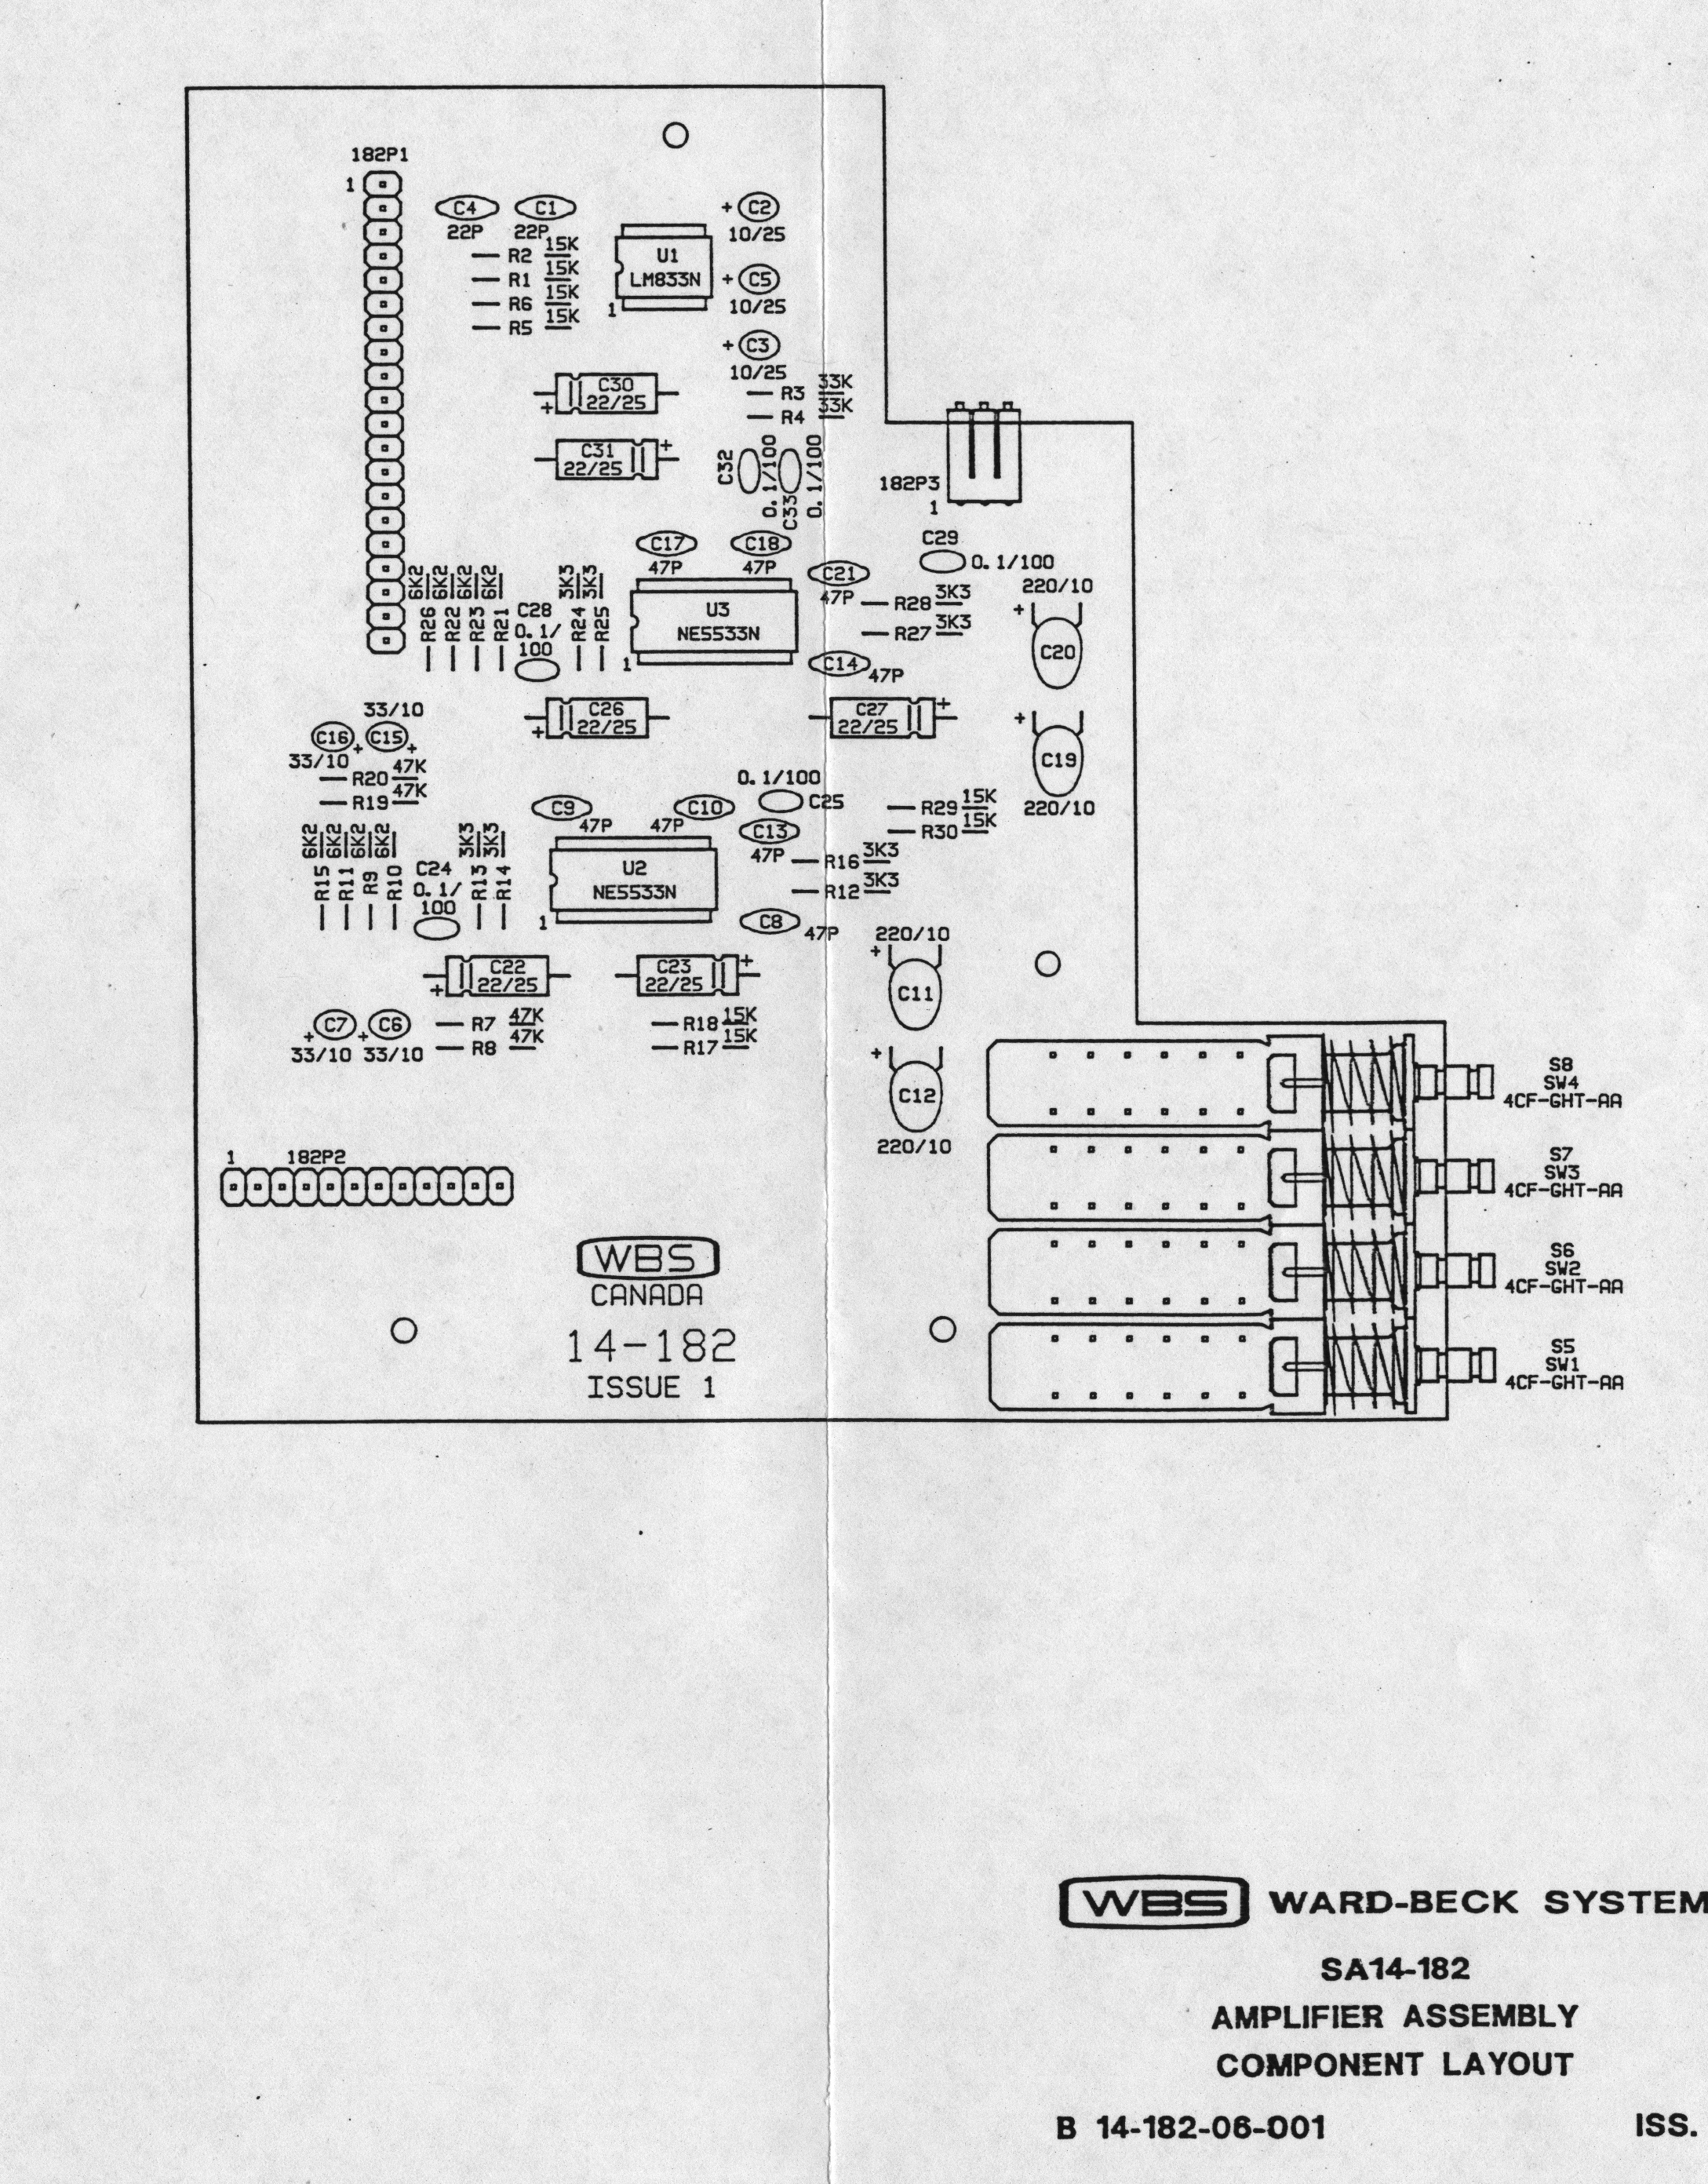 182P1
1
C4 C1
22P 22P
R2 15K
R1 15K
R6 15K
R5 15K
U1
LM833N
1
+ C2
10/25
+ C5
10/25
+ C3
10/25
R3 33K
R4 33K
C30
+ 22/25
C31 +
22/25
C32 0.1/100
C33 0.1/100
182P3
1
C29
0.1/100
C17 C18
47P 47P
C21
47P
R28 3K3
R27 3K3
220/10
+
C20
6K2 6K2 6K2 6K2
R26 R22 R23 R21
C28
0.1/
100
3K3 3K3
R24 R25
U3
NE5533N
1
C14
47P
C26
+ 22/25
C27 +
22/25
+
C19
220/10
33/10
C16 + C15 +
33/10
R20 47K
R19 47K
0.1/100
C25
C9 C10
47P 47P
C13
47P
R29 15K
R30 15K
R16 3K3
R12 3K3
6K2 6K2 6K2 6K2
R15 R11 R9 R10
C24
0.1/
100
3K3 3K3
R13 R14
U2
NE5533N
1
C8
47P
220/10
+
C11
C22
+ 22/25
C23 +
22/25
+ C7 + C6
33/10 33/10
R7 47K
R8 47K
R18 15K
R17 15K
+
C12
220/10
S8
SW4
4CF-GHT-AA
S7
SW3
4CF-GHT-AA
S6
SW2
4CF-GHT-AA
S5
SW1
4CF-GHT-AA
1 182P2
WBS
CANADA
14-182
ISSUE 1
WBS WARD-BECK SYSTEM
SA14-182
AMPLIFIER ASSEMBLY
COMPONENT LAYOUT
B 14-182-06-001 ISS.